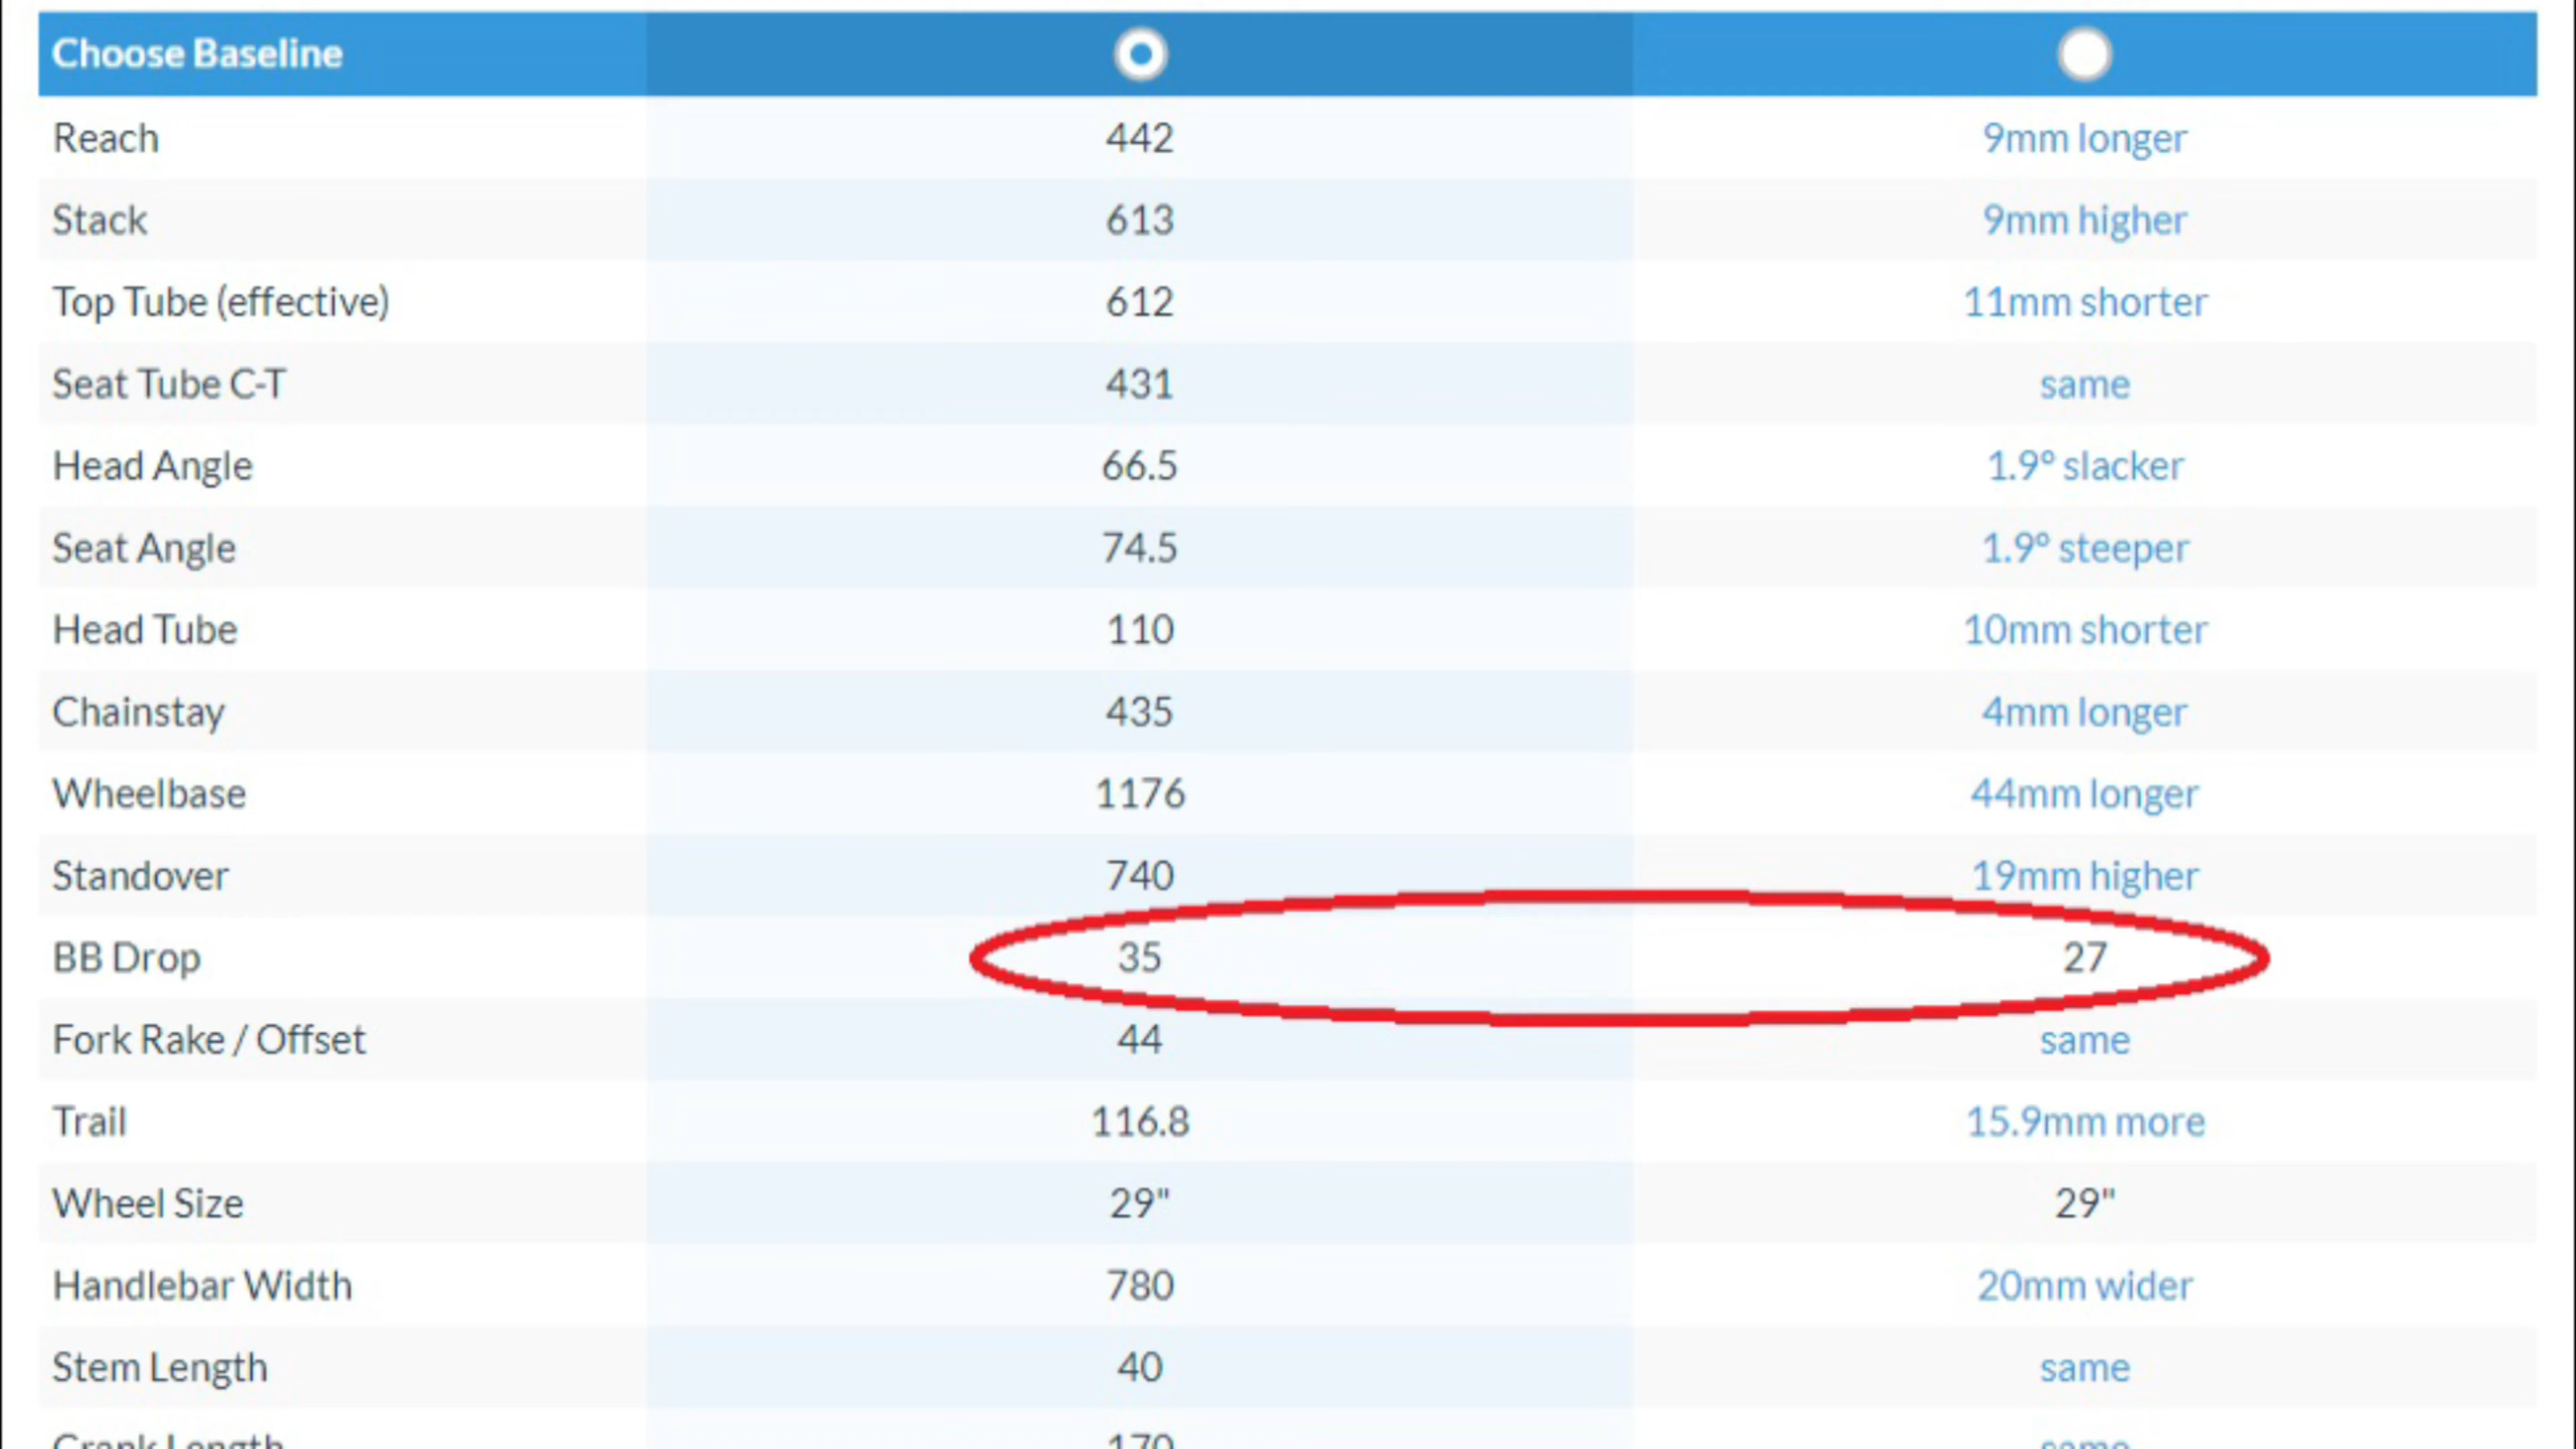 Choose Baseline
Reach 442 9mm longer
Stack 613 9mm higher
Top Tube (effective) 612 11mm shorter
Seat Tube C-T 431 same
Head Angle 66.5 1.9° slacker
Seat Angle 74.5 1.9° steeper
Head Tube 110 10mm shorter
Chainstay 435 4mm longer
Wheelbase 1176 44mm longer
Standover 740 19mm higher
BB Drop 35 27
Fork Rake / Offset 44 same
Trail 116.8 15.9mm more
Wheel Size 29" 29"
Handlebar Width 780 20mm wider
Stem Length 40 same
Crank Length 170 same